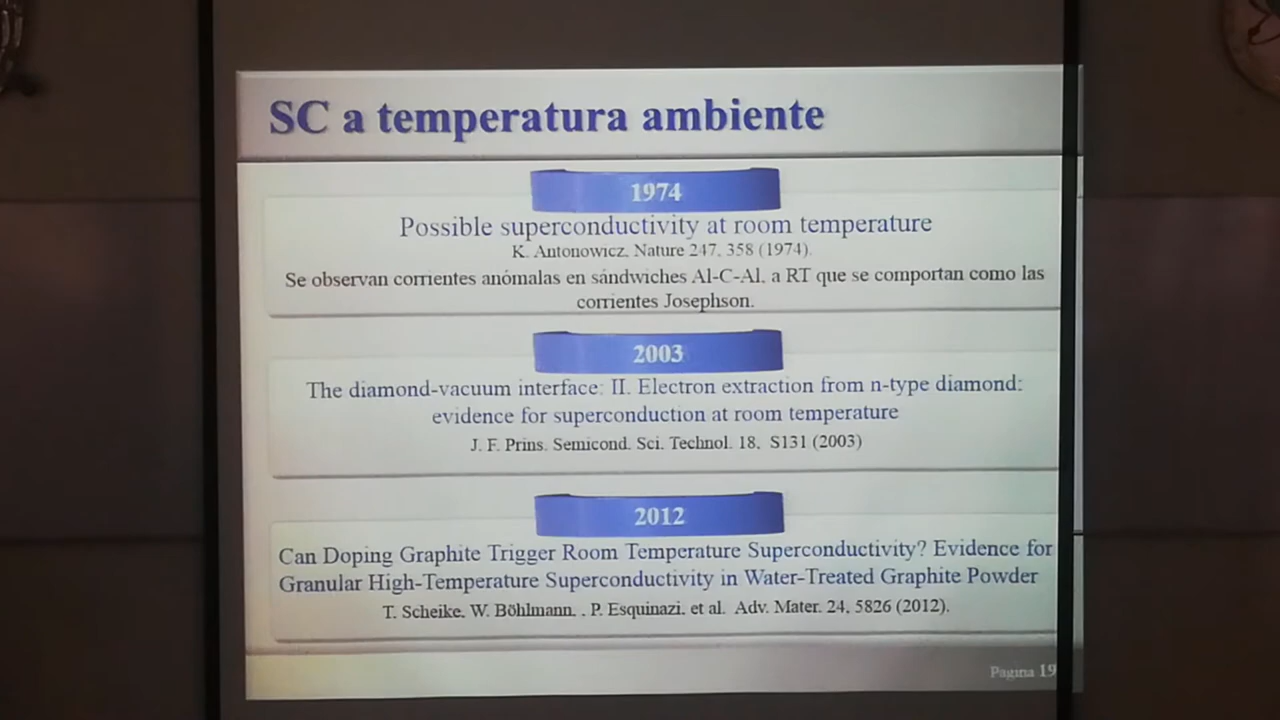 SC a temperatura ambiente
1974
Possible superconductivity at room temperature
K. Antonowicz. Nature 247, 358 (1974).
Se observan corrientes anómalas en sándwiches Al-C-Al, a RT que se comportan como las
corrientes Josephson.
2003
The diamond-vacuum interface: II. Electron extraction from n-type diamond:
evidence for superconduction at room temperature
J. F. Prins. Semicond. Sci. Technol. 18, S131 (2003)
2012
Can Doping Graphite Trigger Room Temperature Superconductivity? Evidence for
Granular High-Temperature Superconductivity in Water-Treated Graphite Powder
T. Scheike, W. Böhlmann, . P. Esquinazi, et al. Adv. Mater. 24, 5826 (2012).
Pagina 19